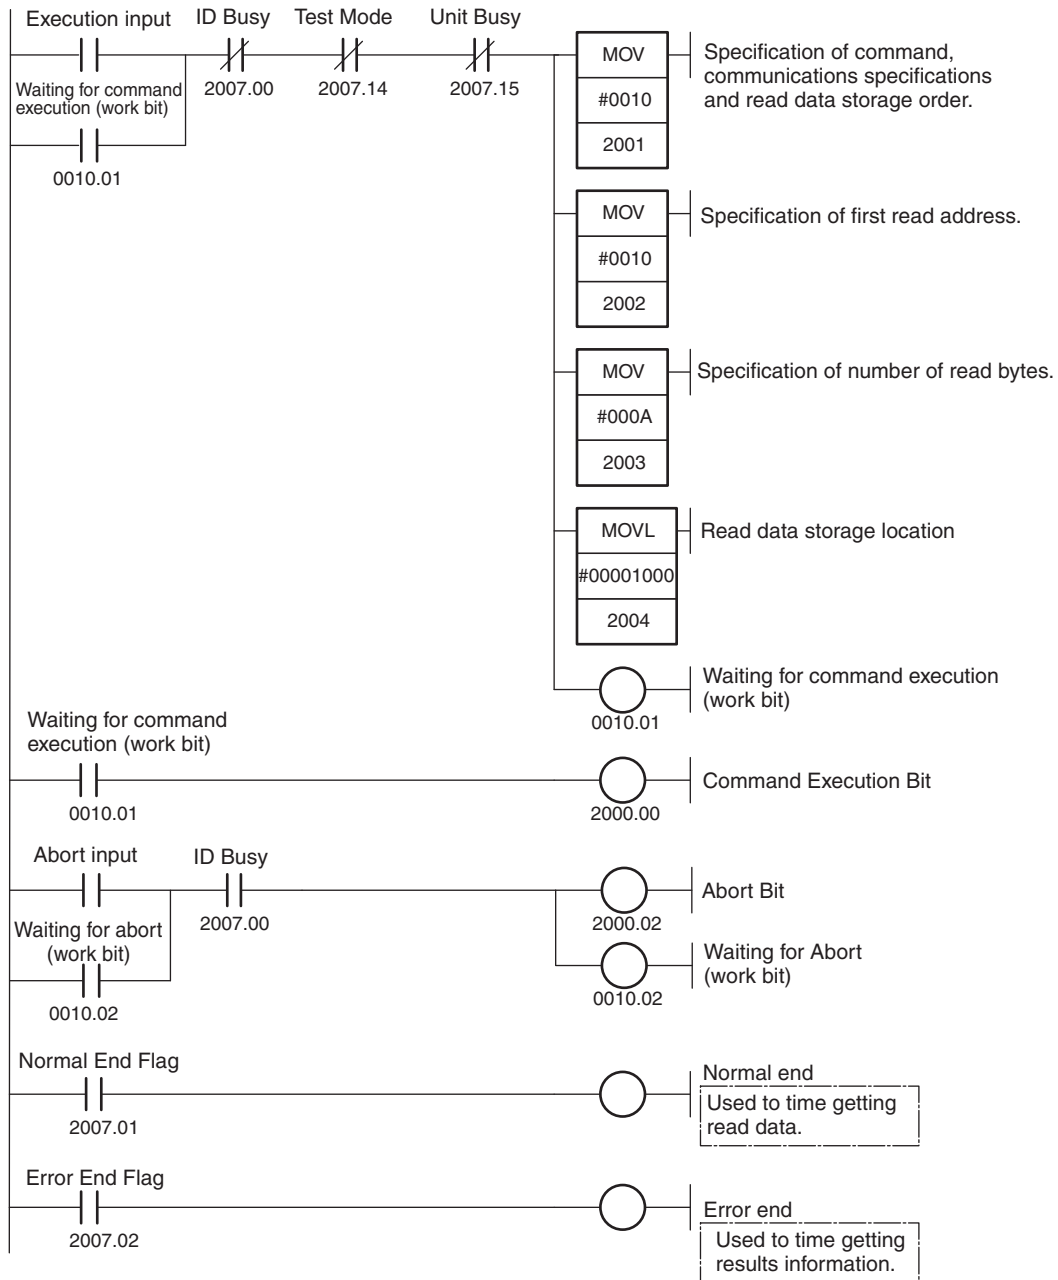 Execution input ID Busy Test Mode Unit Busy
2007.00 2007.14 2007.15
Waiting for command
execution (work bit)
0010.01
MOV
#0010
2001
Specification of command,
communications specifications
and read data storage order.
MOV
#0010
2002
Specification of first read address.
MOV
#000A
2003
Specification of number of read bytes.
MOVL
#00001000
2004
Read data storage location
0010.01
Waiting for command execution
(work bit)
Waiting for command
execution (work bit)
0010.01
2000.00
Command Execution Bit
Abort input ID Busy
2007.00
Waiting for abort
(work bit)
0010.02
2000.02
Abort Bit
0010.02
Waiting for Abort
(work bit)
Normal End Flag
2007.01
Normal end
Used to time getting
read data.
Error End Flag
2007.02
Error end
Used to time getting
results information.